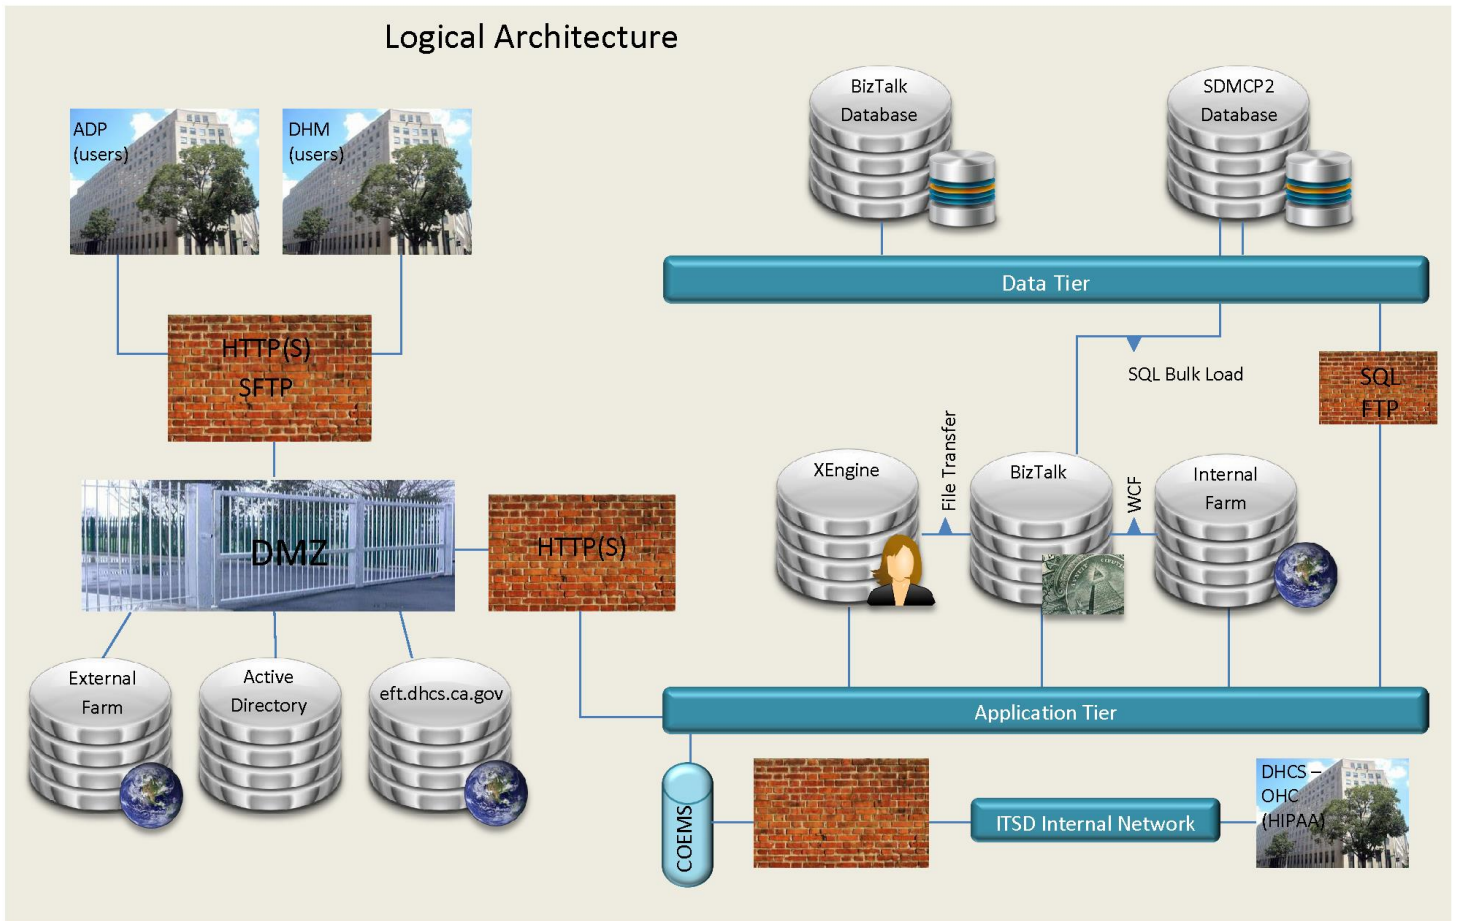 Logical Architecture
ADP
(users)
DHM
(users)
BizTalk
Database
SDMCP2
Database
Data Tier
HTTP(S)
SFTP
SQL Bulk Load
SQL
FTP
XEngine
File Transfer
BizTalk
WCF
Internal
Farm
DMZ
HTTP(S)
External
Farm
Active
Directory
eft.dhcs.ca.gov
Application Tier
COEMS
ITSD Internal Network
DHCS –
OHC
(HIPAA)